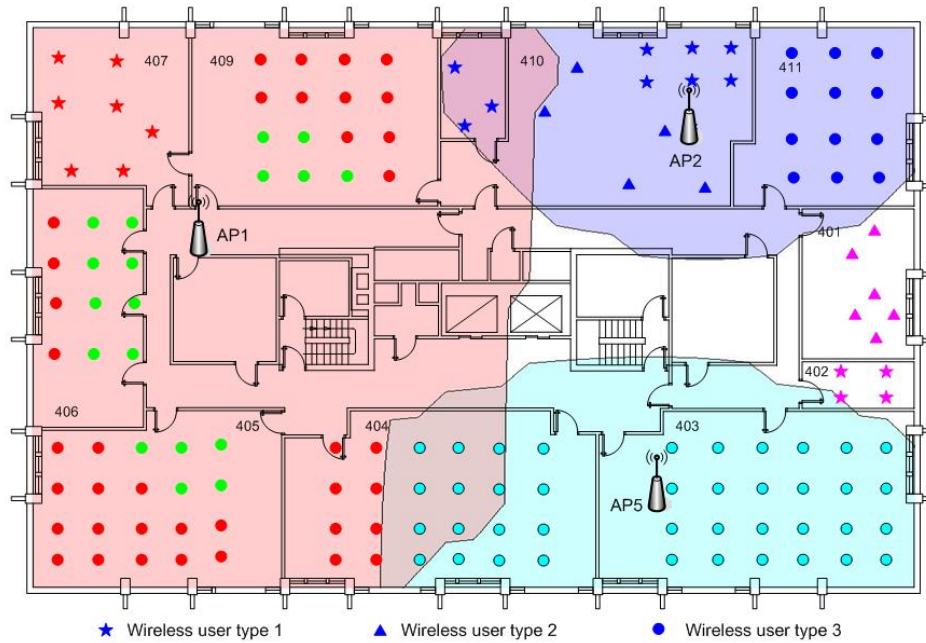 407
409
410
411
AP2
AP1
401
402
406
405
404
403
AP5
Wireless user type 1
Wireless user type 2
Wireless user type 3